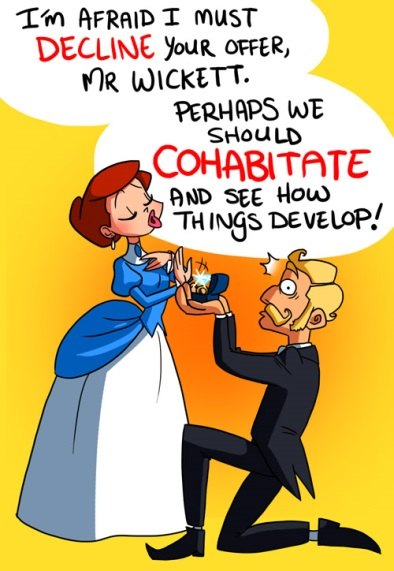 I'M AFRAID I MUST
DECLINE YOUR OFFER,
MR WICKETT.
PERHAPS WE
SHOULD
COHABITATE
AND SEE HOW
THINGS DEVELOP!